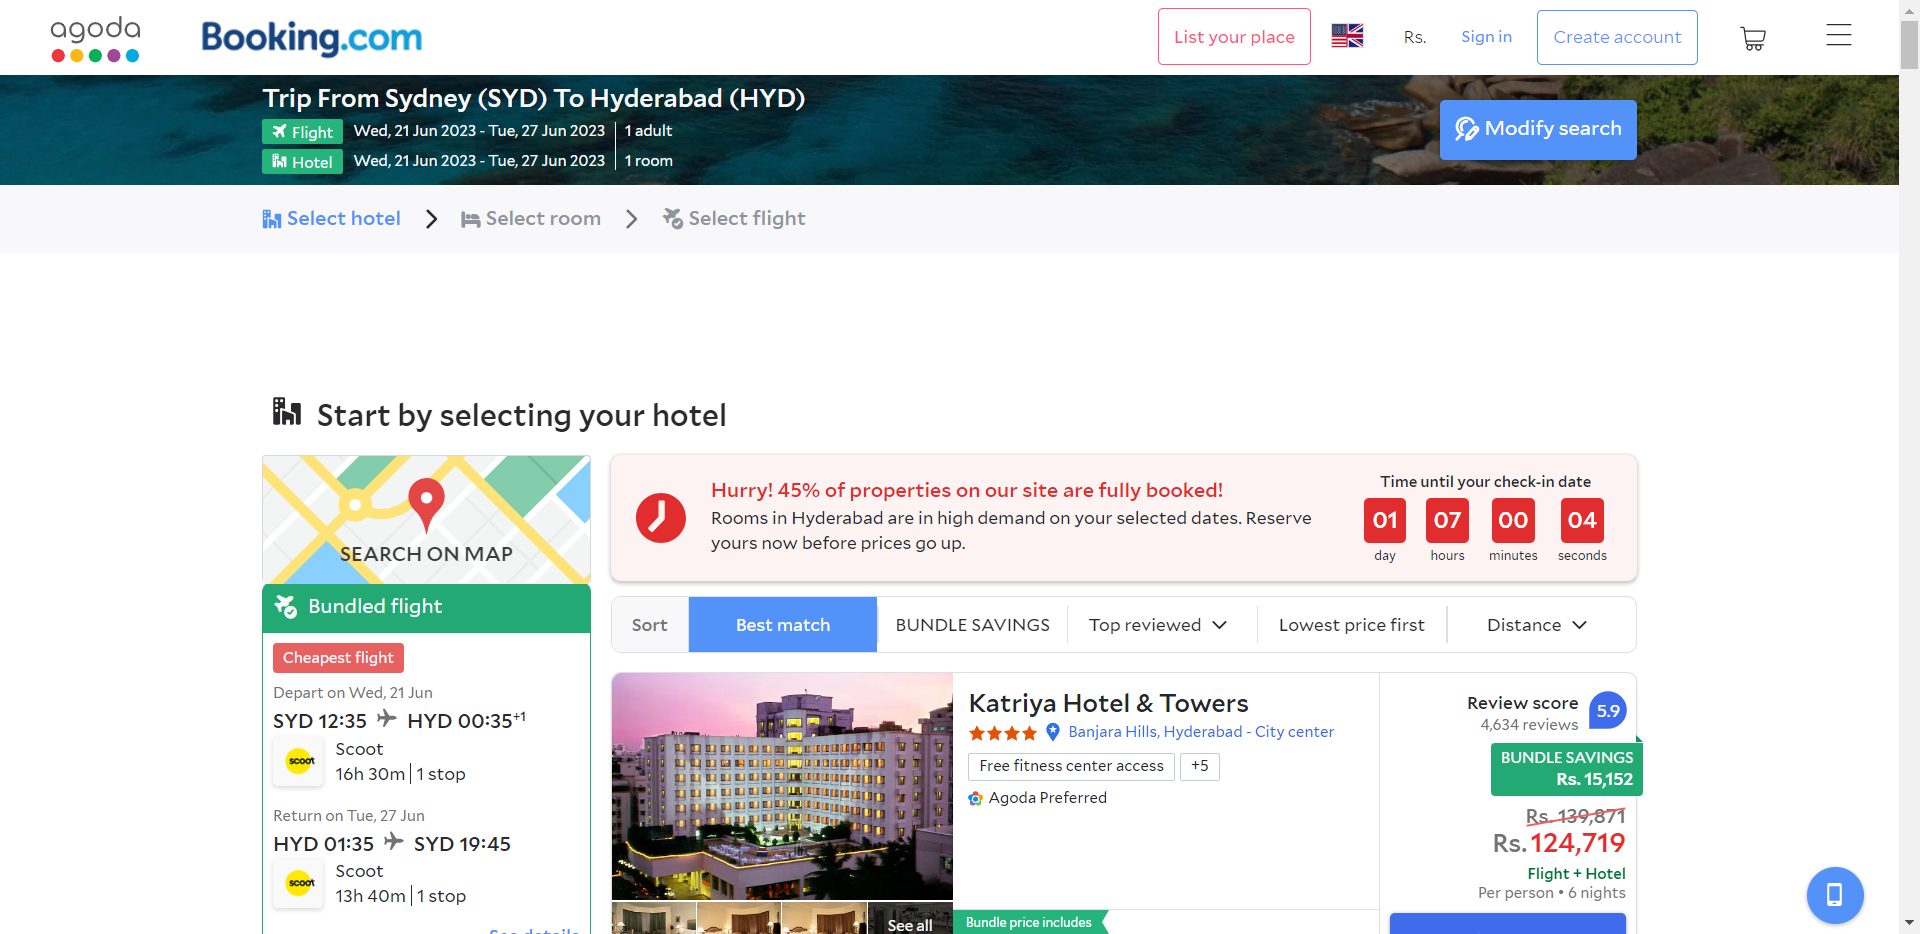 agoda
Booking.com
List your place
Rs.
Sign in
Create account
Trip From Sydney (SYD) To Hyderabad (HYD)
Flight Wed, 21 Jun 2023 - Tue, 27 Jun 2023 1 adult
Hotel Wed, 21 Jun 2023 - Tue, 27 Jun 2023 1 room
Modify search
Select hotel Select room Select flight
Start by selecting your hotel
SEARCH ON MAP
Bundled flight
Cheapest flight
Depart on Wed, 21 Jun
SYD 12:35 HYD 00:35+1
scoot
Scoot
16h 30m 1 stop
Return on Tue, 27 Jun
HYD 01:35 SYD 19:45
scoot
Scoot
13h 40m 1 stop
See details
Hurry! 45% of properties on our site are fully booked!
Rooms in Hyderabad are in high demand on your selected dates. Reserve
yours now before prices go up.
Time until your check-in date
01 07 00 04
day hours minutes seconds
Sort Best match BUNDLE SAVINGS Top reviewed Lowest price first Distance
Katriya Hotel & Towers
Banjara Hills, Hyderabad - City center
Free fitness center access +5
Agoda Preferred
See all
Bundle price includes
Review score 5.9
4,634 reviews
BUNDLE SAVINGS
Rs. 15,152
Rs. 139,871
Rs. 124,719
Flight + Hotel
Per person • 6 nights